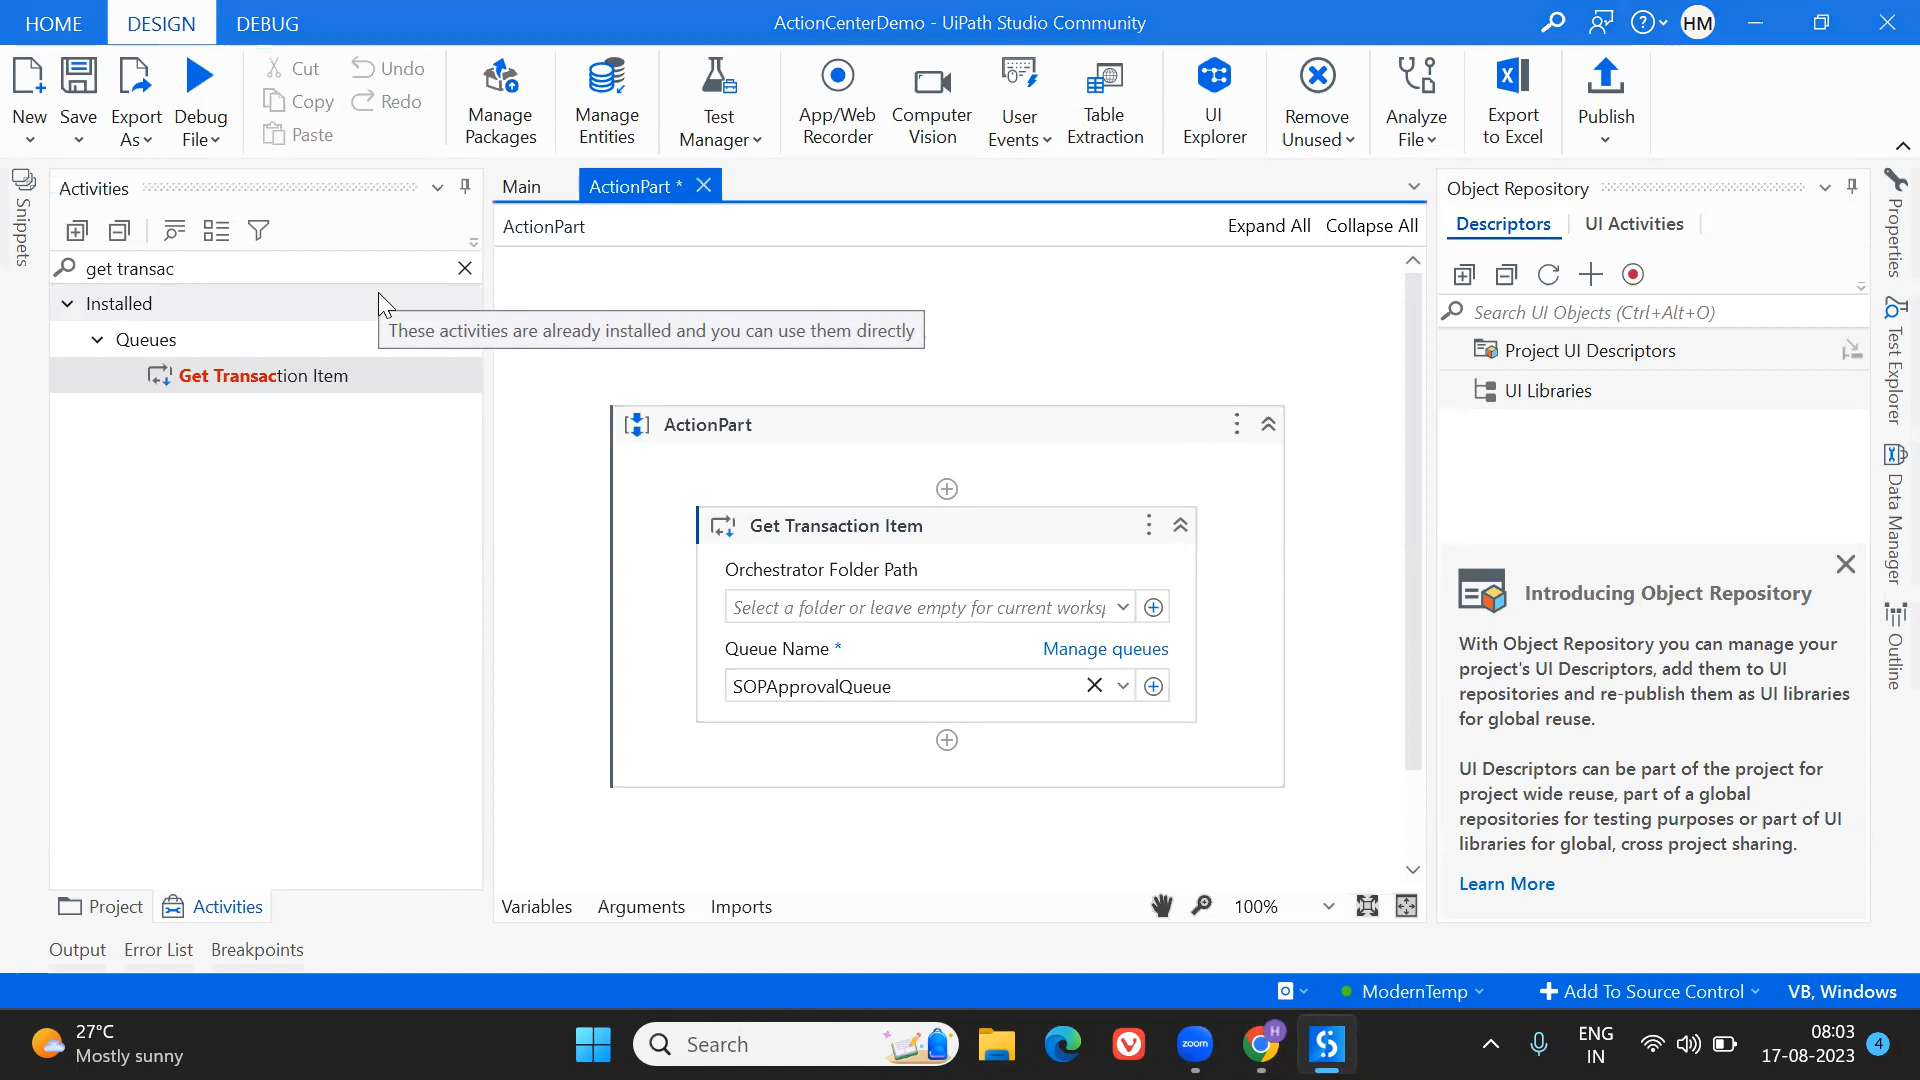 HOME DESIGN DEBUG ActionCenterDemo - UiPath Studio Community HM
New Save Export As Debug File Cut Copy Paste Undo Redo Manage Packages Manage Entities Test Manager App/Web Recorder Computer Vision User Events Table Extraction UI Explorer Remove Unused Analyze File Export to Excel Publish
Snippets
Activities
get transac
Installed
These activities are already installed and you can use them directly
Queues
Get Transaction Item
Project Activities
Main ActionPart *
ActionPart Expand All Collapse All
ActionPart
Get Transaction Item
Orchestrator Folder Path
Select a folder or leave empty for current worksp
Queue Name * Manage queues
SOPApprovalQueue
Variables Arguments Imports 100%
Object Repository
Descriptors UI Activities
Search UI Objects (Ctrl+Alt+O)
Project UI Descriptors
UI Libraries
Introducing Object Repository
With Object Repository you can manage your
project's UI Descriptors, add them to UI
repositories and re-publish them as UI libraries
for global reuse.
UI Descriptors can be part of the project for
project wide reuse, part of a global
repositories for testing purposes or part of UI
libraries for global, cross project sharing.
Learn More
Properties
Test Explorer
Data Manager
Outline
Output Error List Breakpoints
ModernTemp Add To Source Control VB, Windows
27°C
Mostly sunny
Search
zoom
H
ENG
IN
08:03
17-08-2023
4